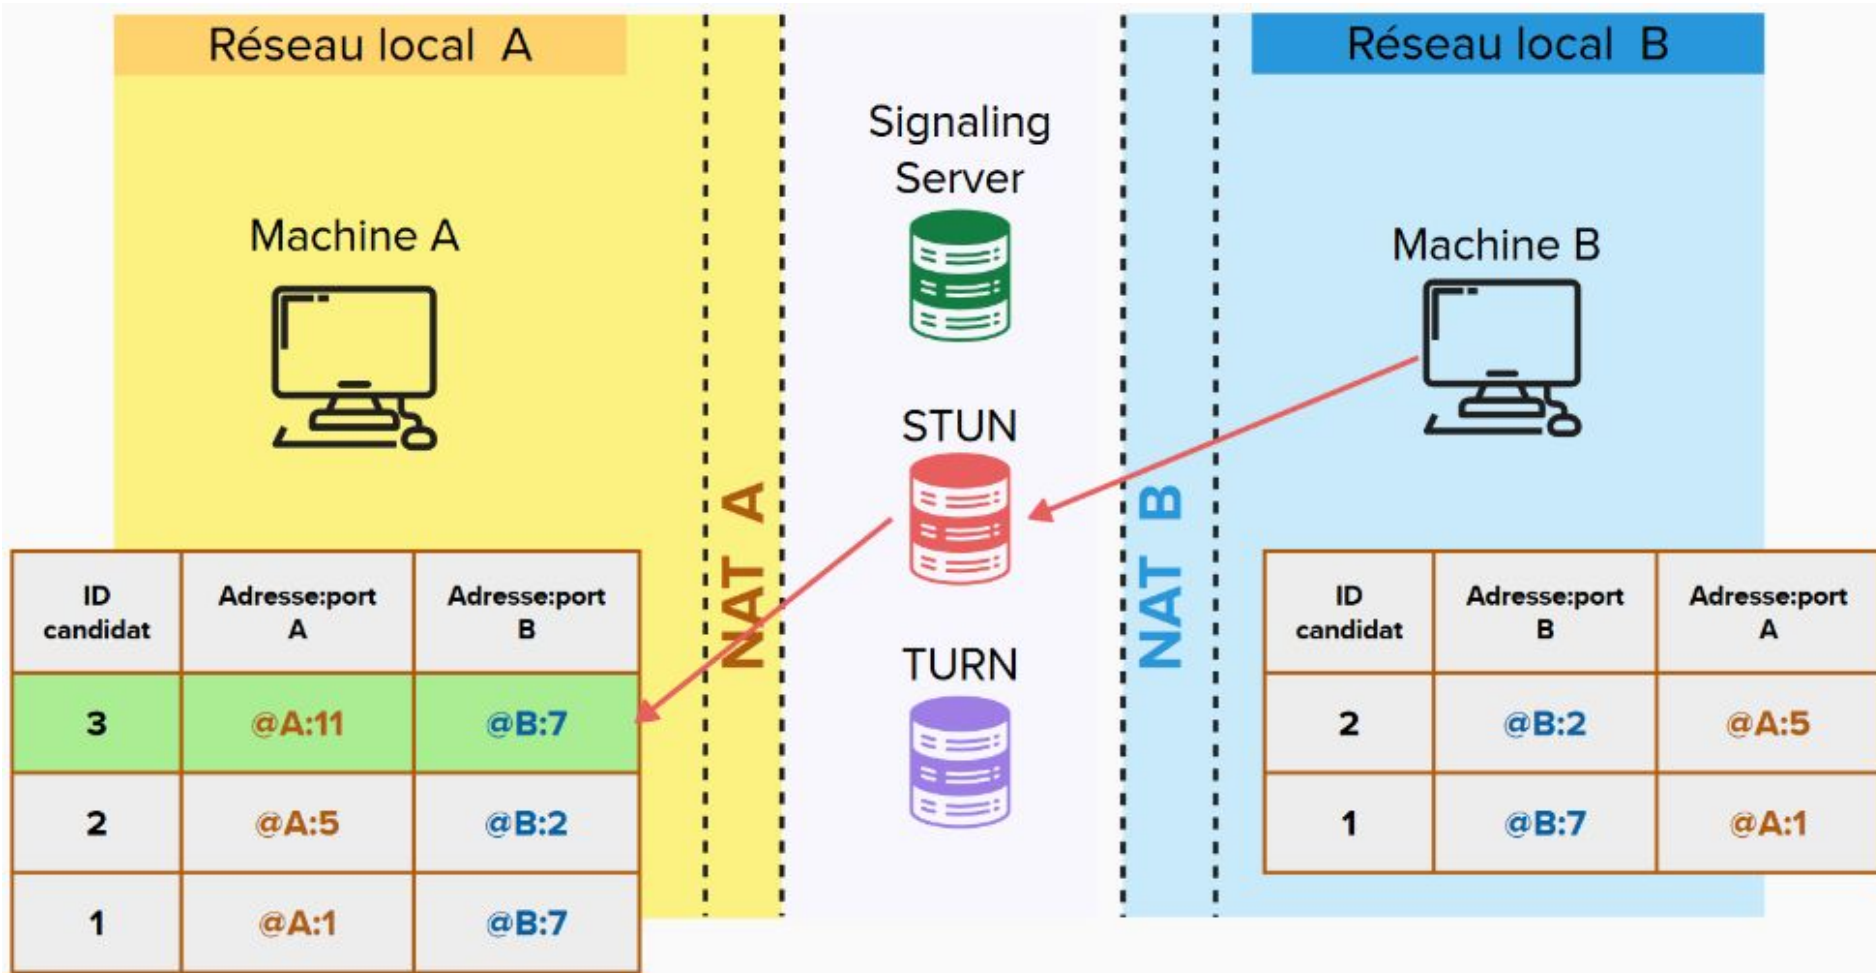 Réseau local A
Réseau local B
Signaling
Server
Machine A
Machine B
STUN
NAT A
NAT B
TURN
ID
candidat
Adresse:port
A
Adresse:port
B
3
@A:11
@B:7
2
@A:5
@B:2
1
@A:1
@B:7
ID
candidat
Adresse:port
B
Adresse:port
A
2
@B:2
@A:5
1
@B:7
@A:1